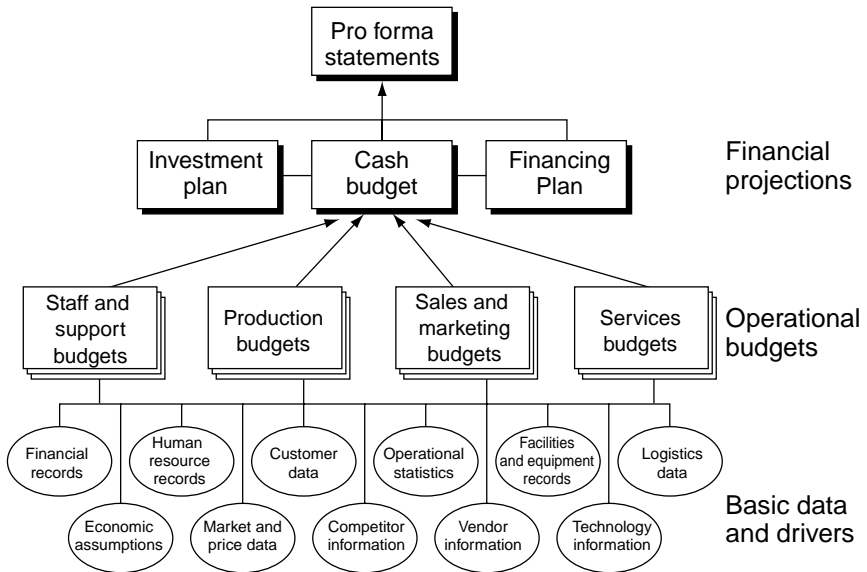 Pro forma
statements
Investment
plan
Cash
budget
Financing
Plan
Financial
projections
Staff and
support
budgets
Production
budgets
Sales and
marketing
budgets
Services
budgets
Operational
budgets
Financial
records
Human
resource
records
Customer
data
Operational
statistics
Facilities
and equipment
records
Logistics
data
Economic
assumptions
Market and
price data
Competitor
information
Vendor
information
Technology
information
Basic data
and drivers